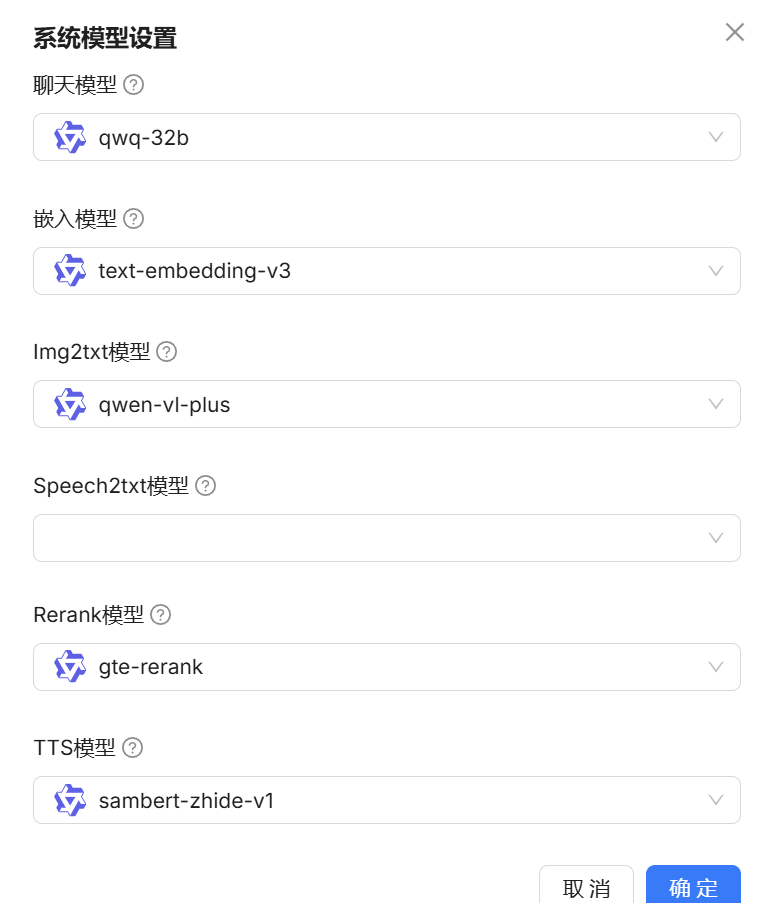 系统模型设置
聊天模型
qwq-32b
嵌入模型
text-embedding-v3
Img2txt模型
qwen-vl-plus
Speech2txt模型
Rerank模型
gte-rerank
TTS模型
sambert-zhide-v1
取消 确定